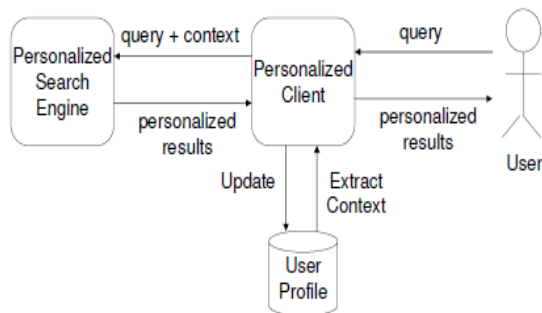 Personalized
Search
Engine
query + context
personalized
results
Personalized
Client
query
personalized
results
User
Update
Extract
Context
User
Profile